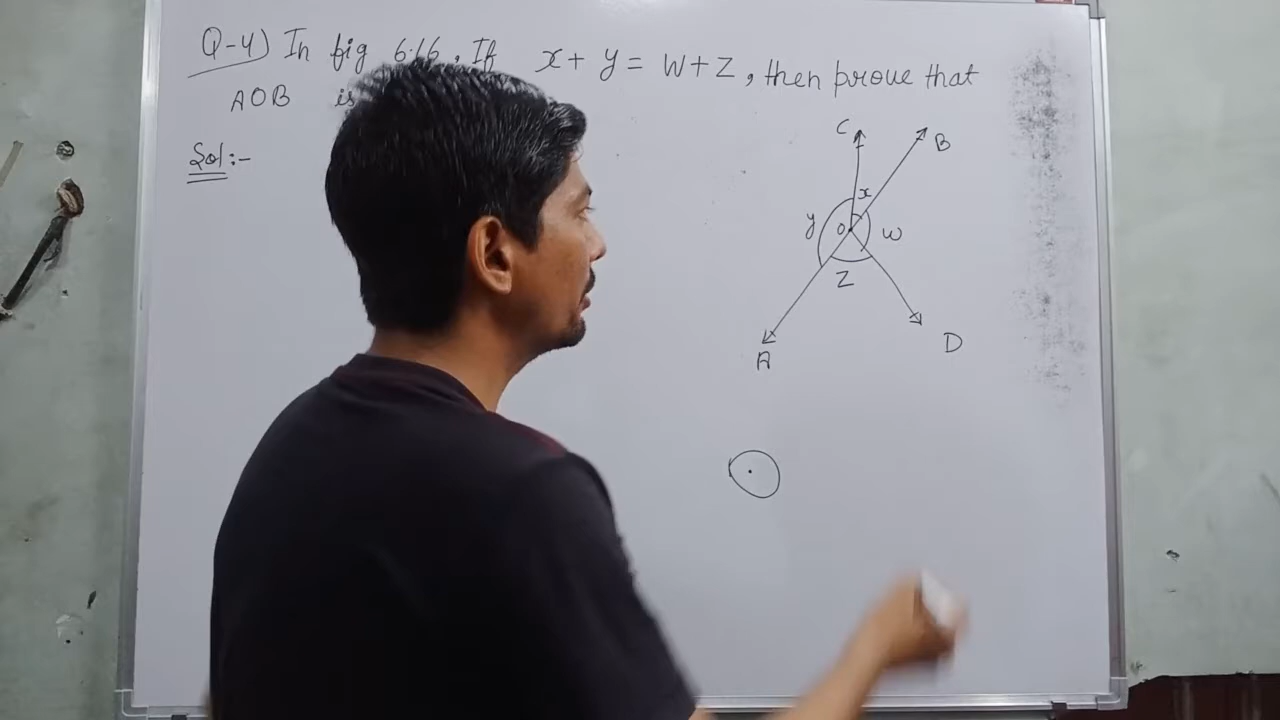 Q-4) In fig 6.16, If x + y = W+Z, then prove that
AOB is
Sol:-
C
B
x
y
O
W
Z
A
D